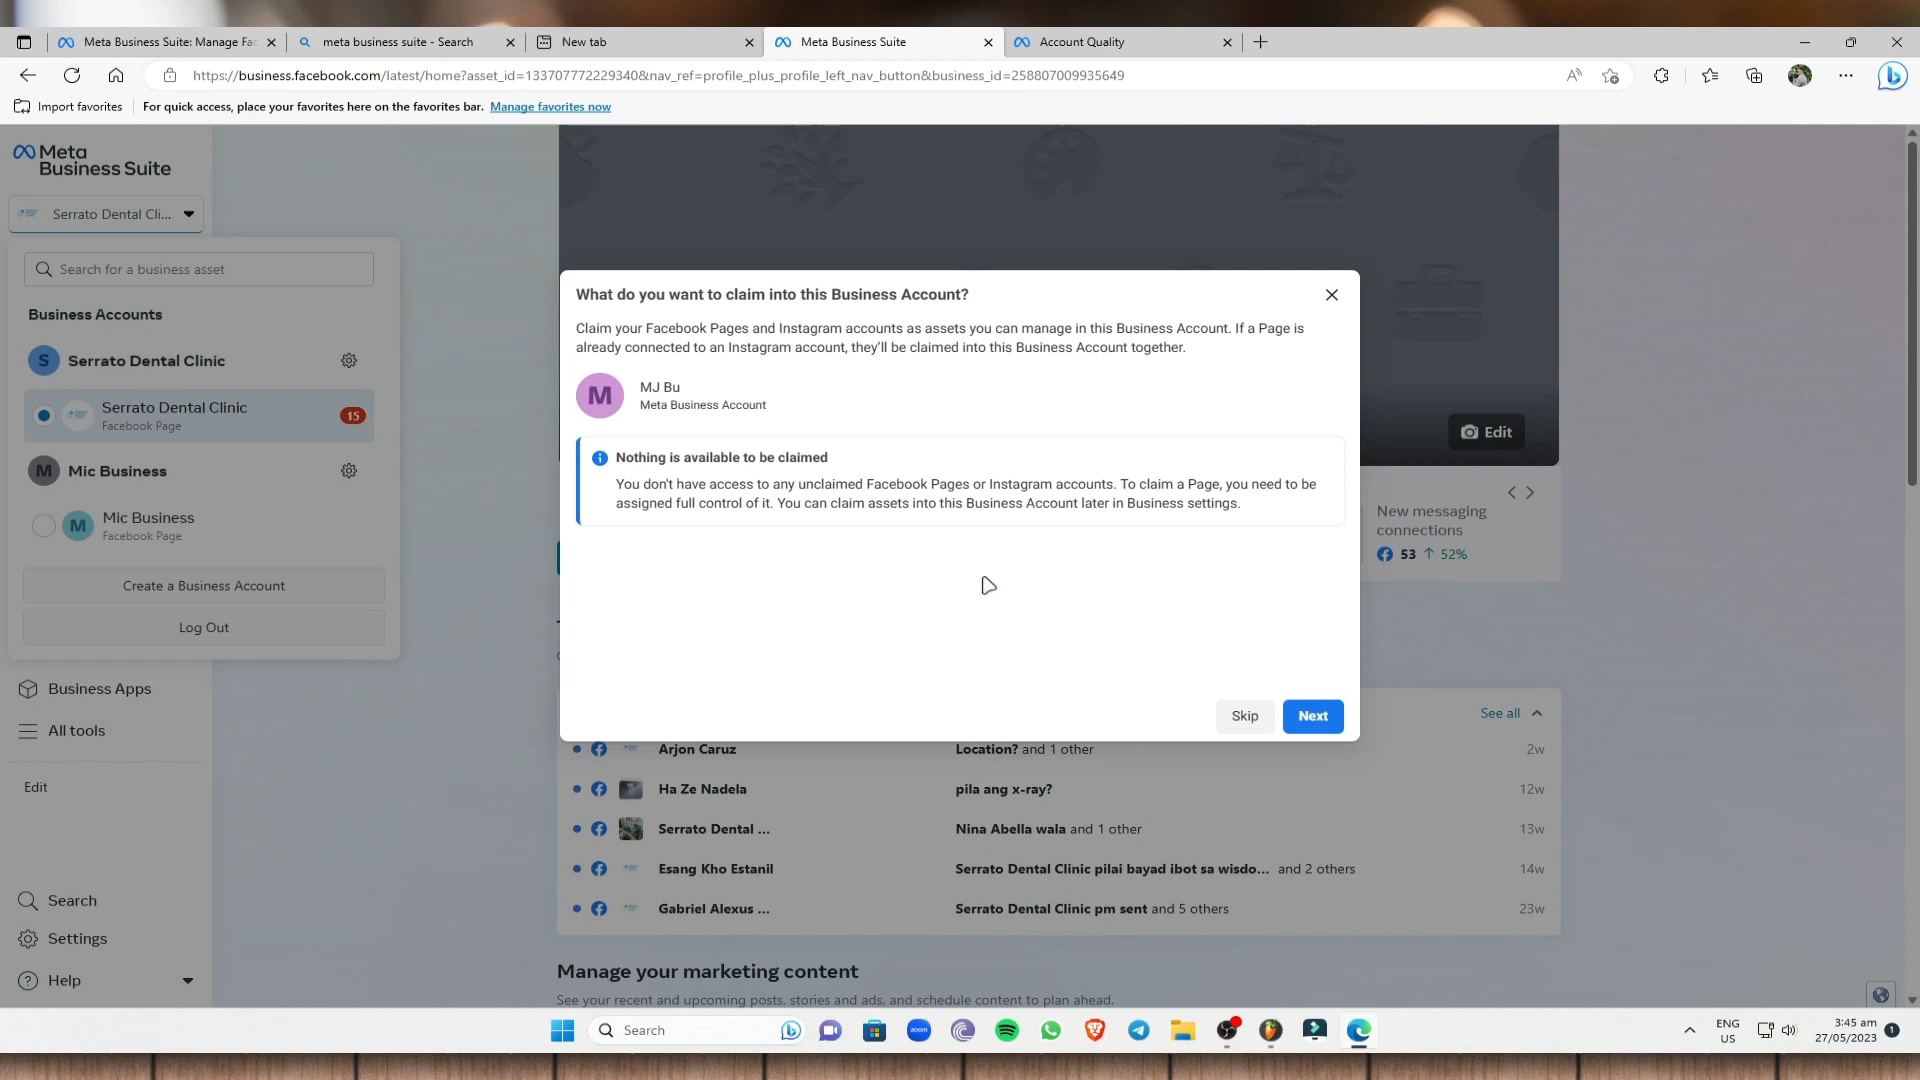 Meta Business Suite: Manage Fac
meta business suite - Search
New tab
Meta Business Suite
Account Quality
https://business.facebook.com/latest/home?asset_id=133707772229340&nav_ref=profile_plus_profile_left_nav_button&business_id=258807009935649
Import favorites
For quick access, place your favorites here on the favorites bar. Manage favorites now
Meta
Business Suite
Serrato Dental Cli...
Search for a business asset
Business Accounts
S Serrato Dental Clinic
Serrato Dental Clinic
Facebook Page
15
M Mic Business
M Mic Business
Facebook Page
Create a Business Account
Log Out
Business Apps
All tools
Edit
Search
Settings
Help
Edit
What do you want to claim into this Business Account?
Claim your Facebook Pages and Instagram accounts as assets you can manage in this Business Account. If a Page is
already connected to an Instagram account, they'll be claimed into this Business Account together.
M
MJ Bu
Meta Business Account
Nothing is available to be claimed
You don't have access to any unclaimed Facebook Pages or Instagram accounts. To claim a Page, you need to be
assigned full control of it. You can claim assets into this Business Account later in Business settings.
Skip
Next
New messaging
connections
53 ↑ 52%
See all
Arjon Caruz Location? and 1 other 2w
Ha Ze Nadela pila ang x-ray? 12w
Serrato Dental ... Nina Abella wala and 1 other 13w
Esang Kho Estanil Serrato Dental Clinic pilai bayad ibot sa wisdo... and 2 others 14w
Gabriel Alexus ... Serrato Dental Clinic pm sent and 5 others 23w
Manage your marketing content
See your recent and upcoming posts, stories and ads, and schedule content to plan ahead.
Search
zoom
ENG
US
3:45 am
27/05/2023
1